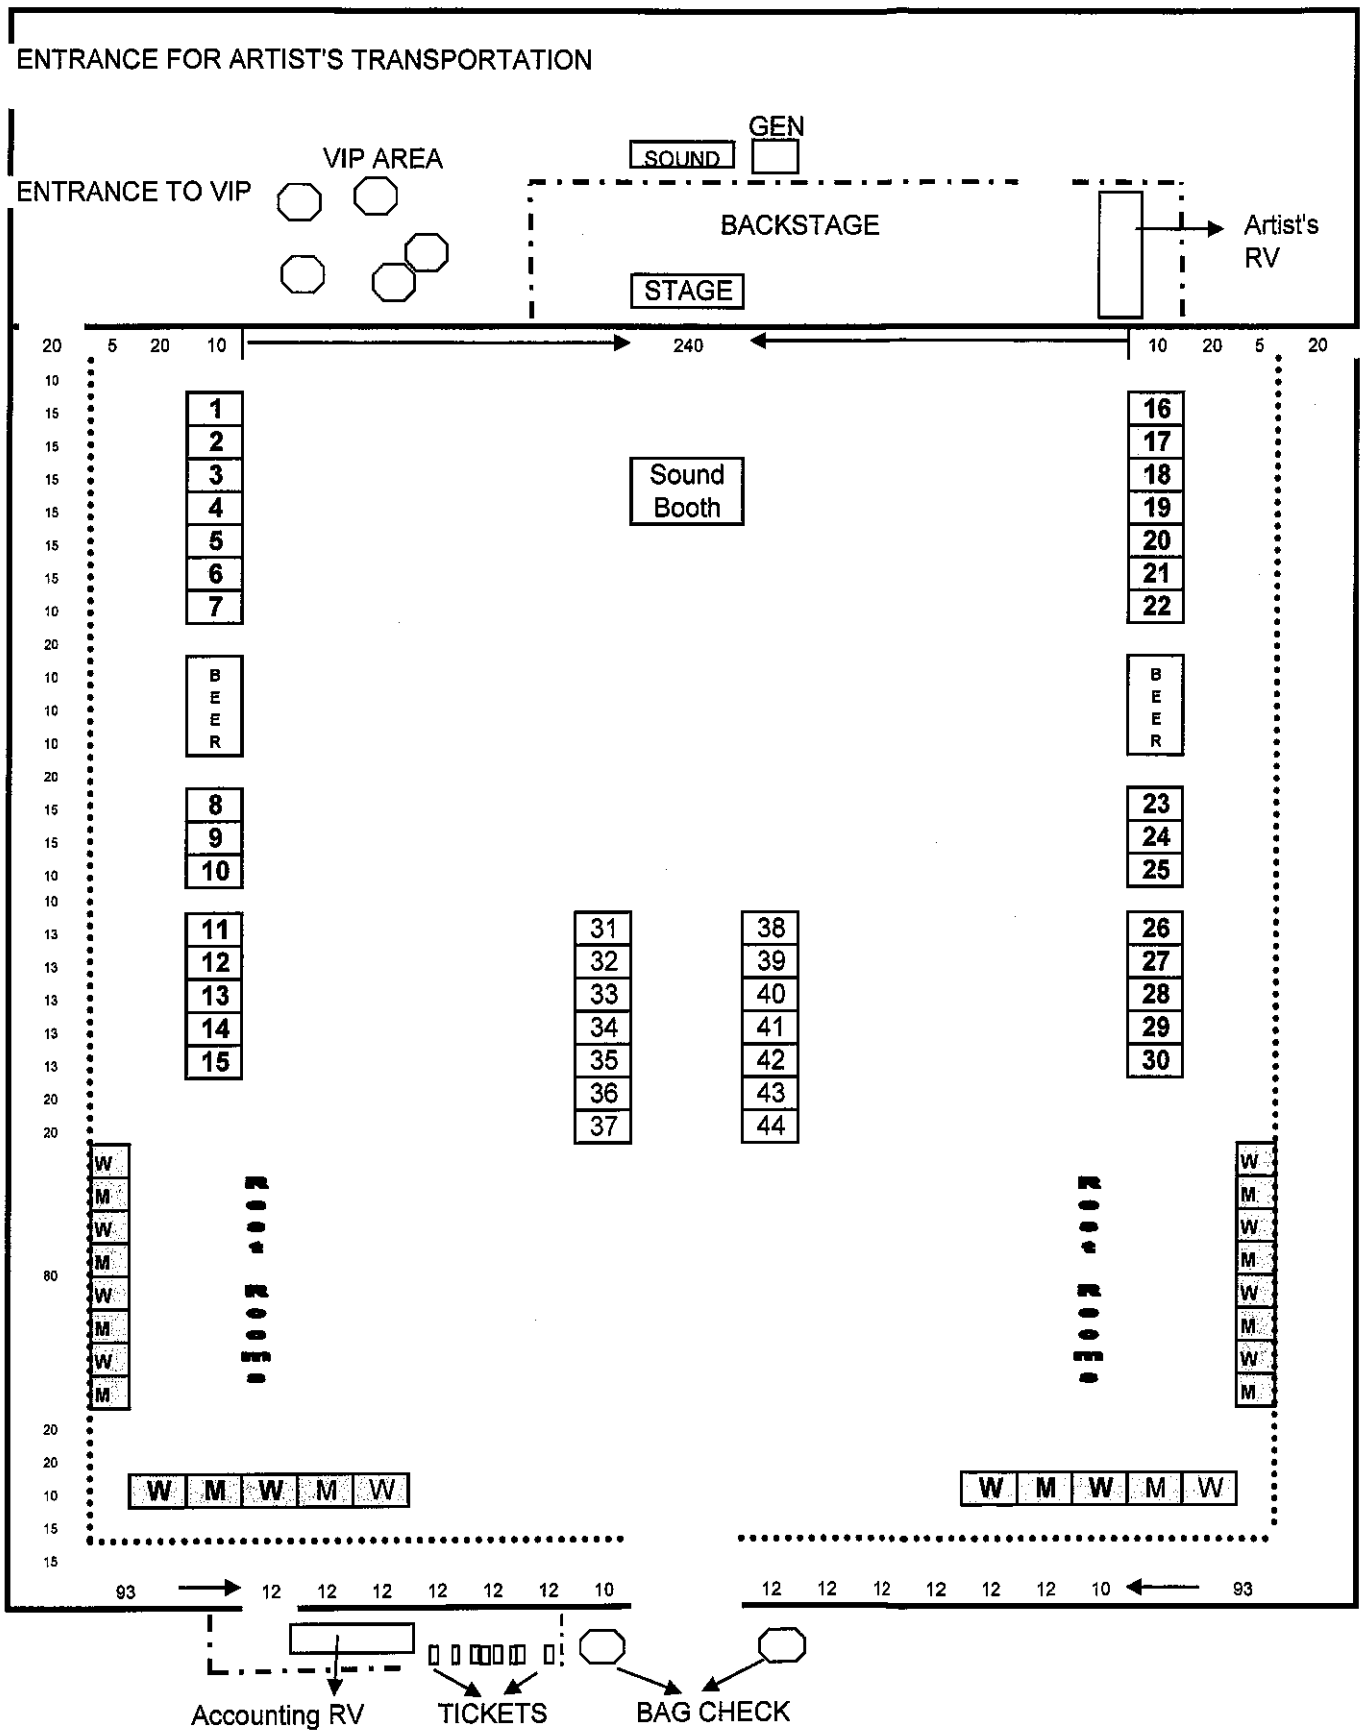 ENTRANCE FOR ARTIST'S TRANSPORTATION
GEN
VIP AREA
SOUND
ENTRANCE TO VIP
BACKSTAGE
Artist's
RV
STAGE
20 5 20 10 240 10 20 5 20
10
15 1 16
15 2 17
15 3 Sound 18
15 4 Booth 19
15 5 20
15 6 21
10 7 22
20
10 B B
E E
10 E E
10 R R
20
15 8 23
15 9 24
10 10 25
10
13 11 31 38 26
13 12 32 39 27
13 13 33 40 28
13 14 34 41 29
13 15 35 42 30
20 36 43
20 37 44
W W
M M
W W
M M
80
W W
M M
W W
M M
Root Room
Root Room
20
20
10 W M W M W W M W M W
15
15
93 12 12 12 12 12 12 10 12 12 12 12 12 12 10 93
Accounting RV TICKETS BAG CHECK